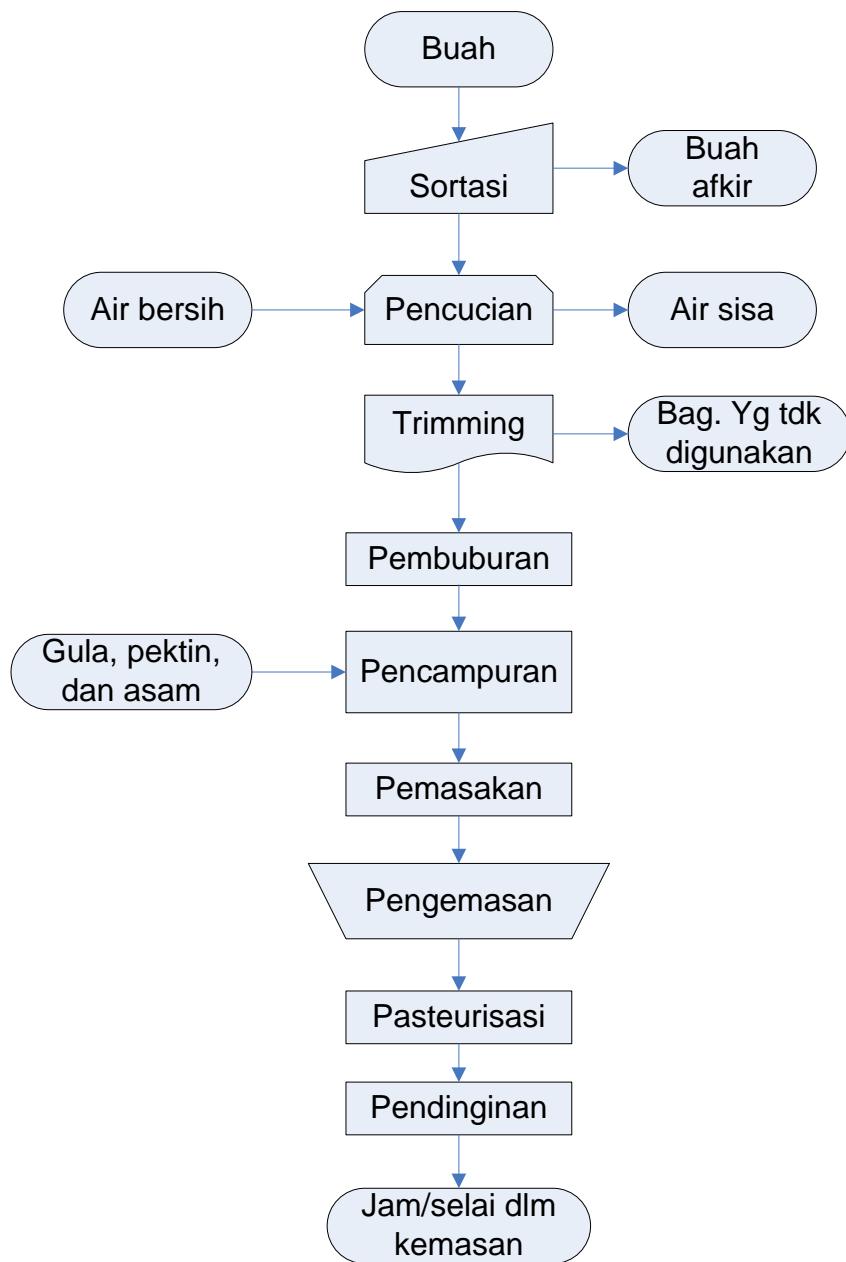 Buah
Sortasi
Buah
afkir
Air bersih
Pencucian
Air sisa
Trimming
Bag. Yg tdk
digunakan
Pembuburan
Gula, pektin,
dan asam
Pencampuran
Pemasakan
Pengemasan
Pasteurisasi
Pendinginan
Jam/selai dlm
kemasan